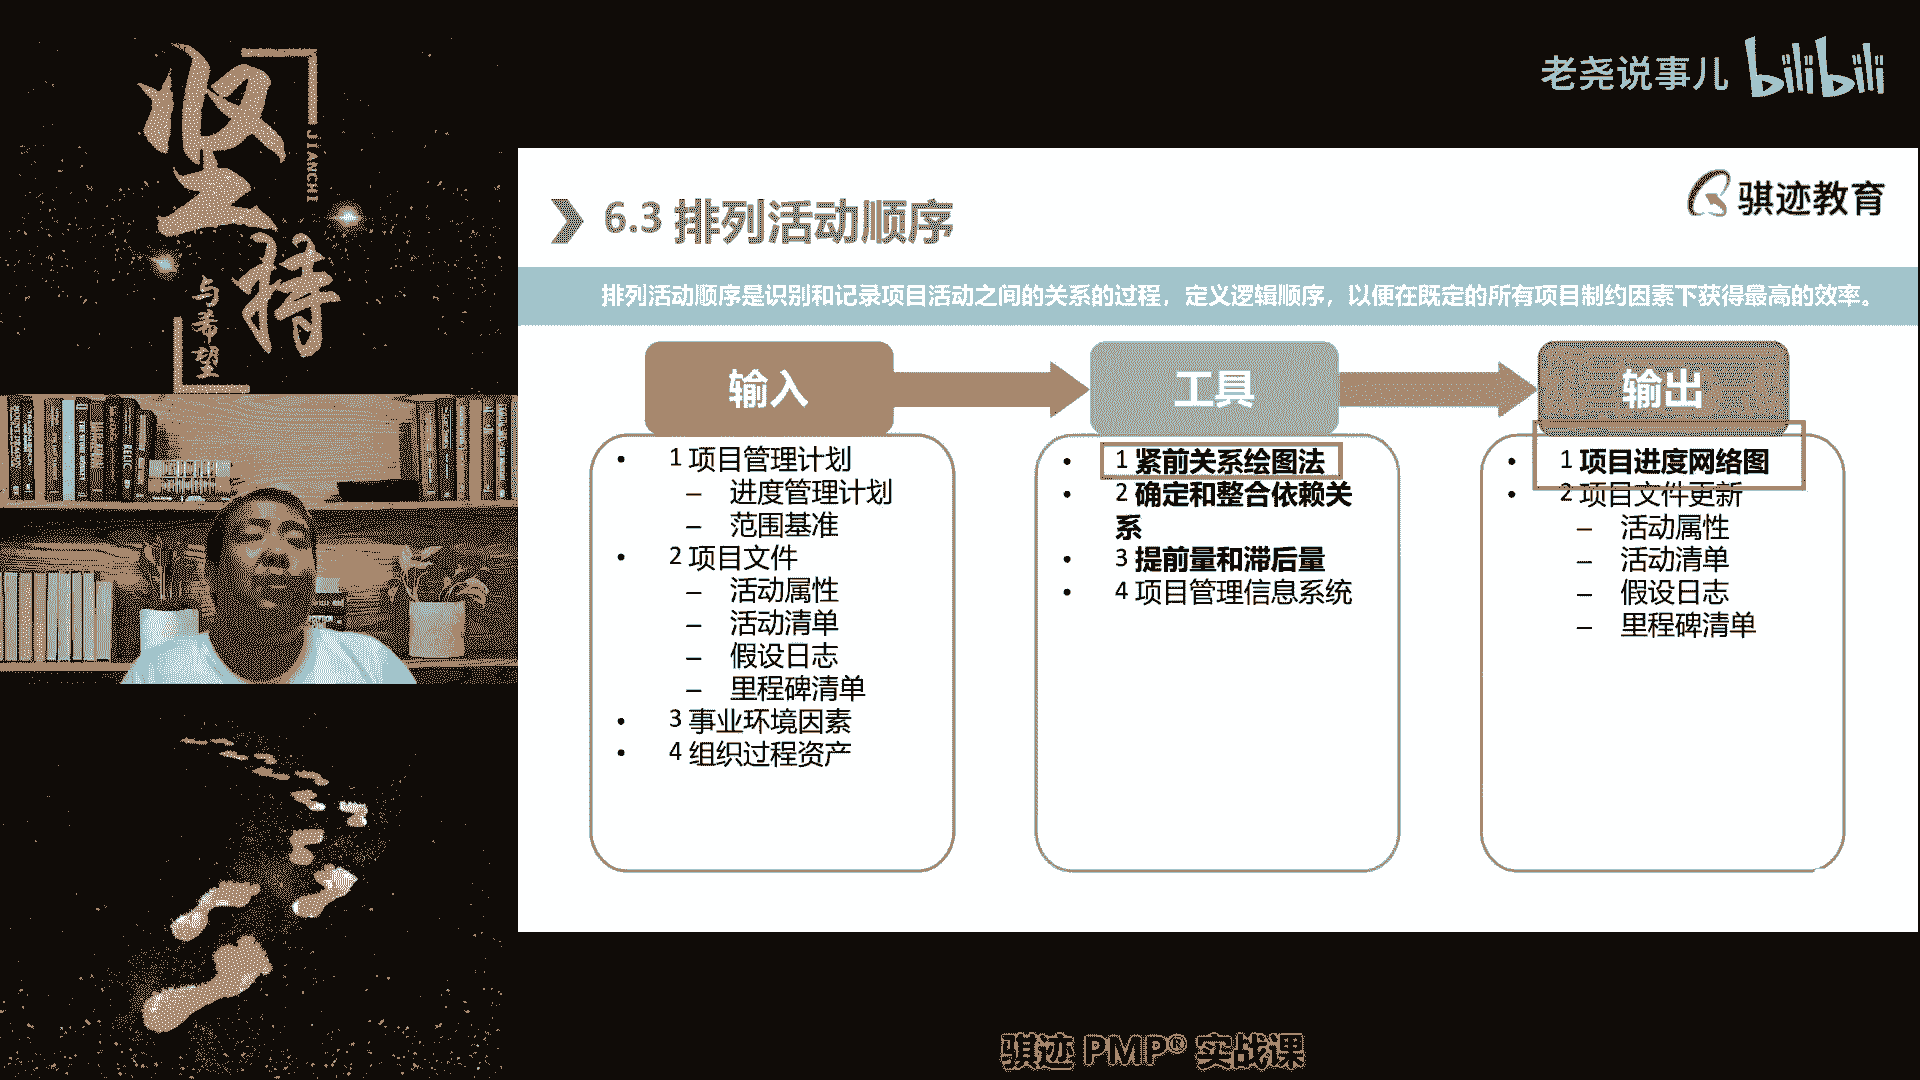 坚持
JIANCHI
与希望
老尧说事儿 bilibili
骐迹教育
6.3 排列活动顺序
排列活动顺序是识别和记录项目活动之间的关系的过程，定义逻辑顺序，以便在既定的所有项目制约因素下获得最高的效率。
输入
• 1 项目管理计划
– 进度管理计划
– 范围基准
• 2 项目文件
– 活动属性
– 活动清单
– 假设日志
– 里程碑清单
• 3 事业环境因素
• 4 组织过程资产
工具
• 1 紧前关系绘图法
• 2 确定和整合依赖关
系
• 3 提前量和滞后量
• 4 项目管理信息系统
输出
• 1 项目进度网络图
• 2 项目文件更新
– 活动属性
– 活动清单
– 假设日志
– 里程碑清单
骐迹 PMP® 实战课